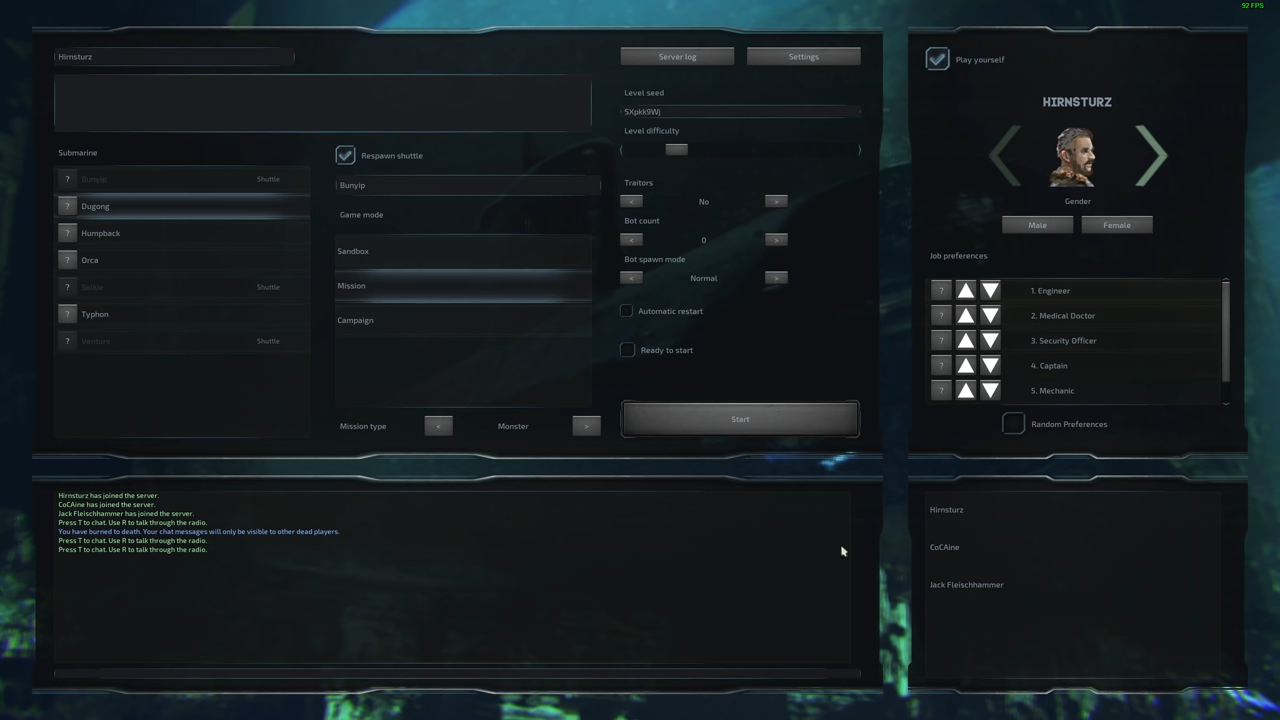 92 FPS
Hirnsturz
Server log
Settings
Play yourself
HIRNSTURZ
Level seed
SXpkk9Wj
Level difficulty
Submarine
Respawn shuttle
? Bunyip Shuttle
? Dugong
? Humpback
? Orca
? Selkie
? Typhon
? Venture Shuttle
Bunyip
Game mode
Sandbox
Mission
Campaign
Mission type < Monster >
Traitors
< No >
Bot count
< 0 >
Bot spawn mode
< Normal >
Automatic restart
Ready to start
Start
Gender
Male
Female
Job preferences
? 1. Engineer
? 2. Medical Doctor
? 3. Security Officer
? 4. Captain
? 5. Mechanic
Random Preferences
Hirnsturz has joined the server.
CoCAine has joined the server.
Jack Fleischhammer has joined the server.
Press T to chat. Use R to talk through the radio.
You have burned to death. Your chat messages will only be visible to other dead players.
Press T to chat. Use R to talk through the radio.
Press T to chat. Use R to talk through the radio.
Hirnsturz
CoCAine
Jack Fleischhammer